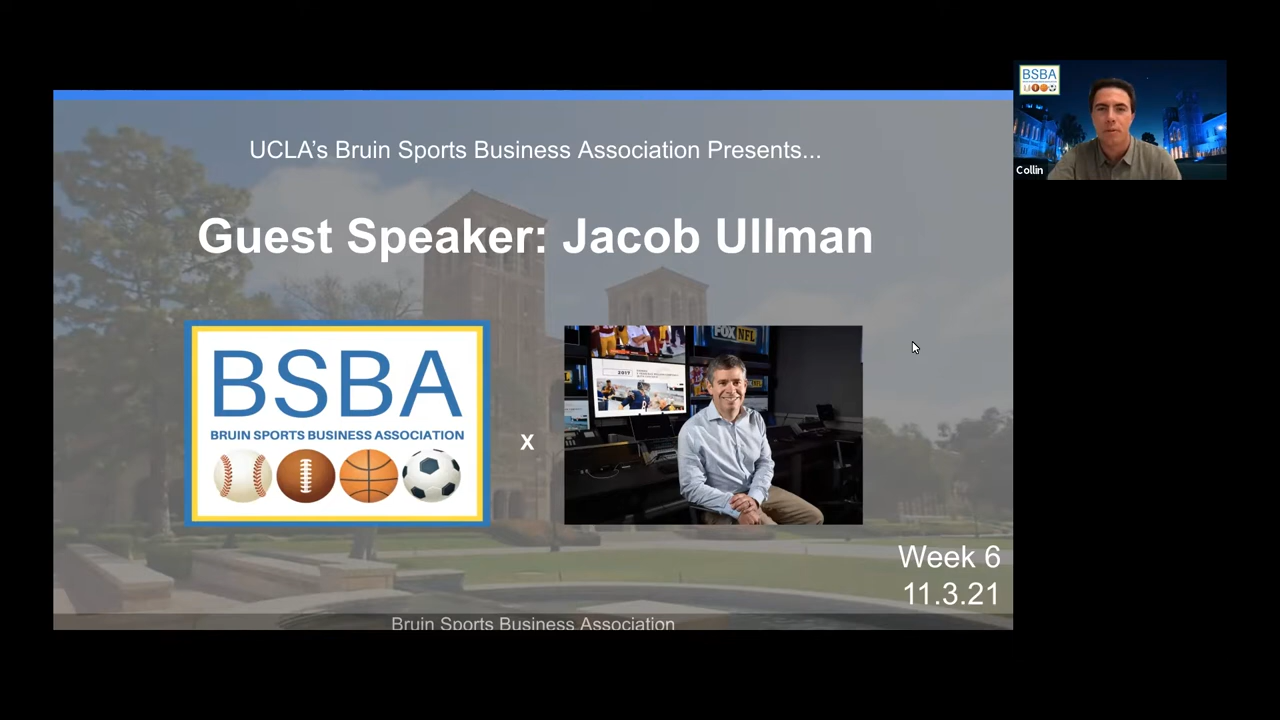 UCLA's Bruin Sports Business Association Presents...
Guest Speaker: Jacob Ullman
BSBA
BRUIN SPORTS BUSINESS ASSOCIATION
x
FOX NFL
2017
Week 6
11.3.21
Bruin Sports Business Association
BSBA
Collin